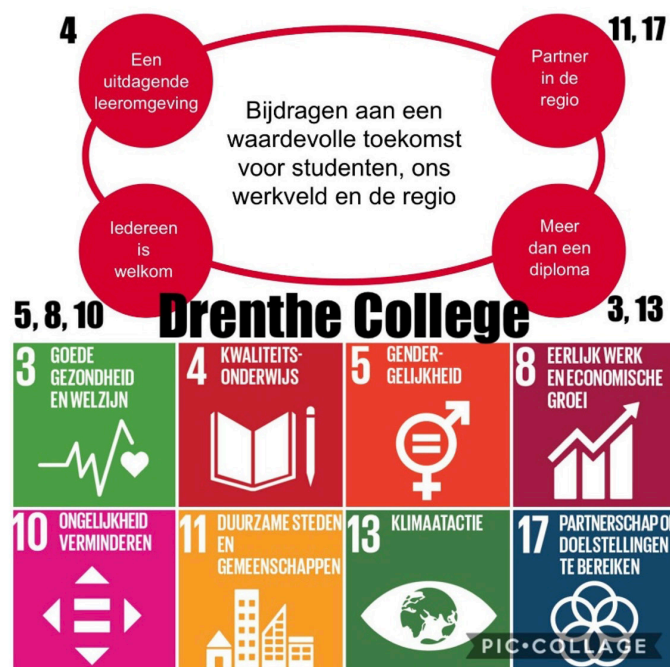 4
Een
uitdagende
leeromgeving
11, 17
Partner
in de
regio
Bijdragen aan een
waardevolle toekomst
voor studenten, ons
werkveld en de regio
Iedereen
is
welkom
Meer
dan een
diploma
5, 8, 10
Drenthe College
3, 13
3 GOEDE
GEZONDHEID
EN WELZIJN
4 KWALITEITS-
ONDERWIJS
5 GENDER-
GELIJKHEID
8 EERLIJK WERK
EN ECONOMISCHE
GROEI
10 ONGELIJKHEID
VERMINDEREN
11 DUURZAME STEDEN
EN
GEMEENSCHAPPEN
13 KLIMAATACTIE
17 PARTNERSCHAP O
DOELSTELLINGEN
TE BEREIKEN
PIC•COLLAGE